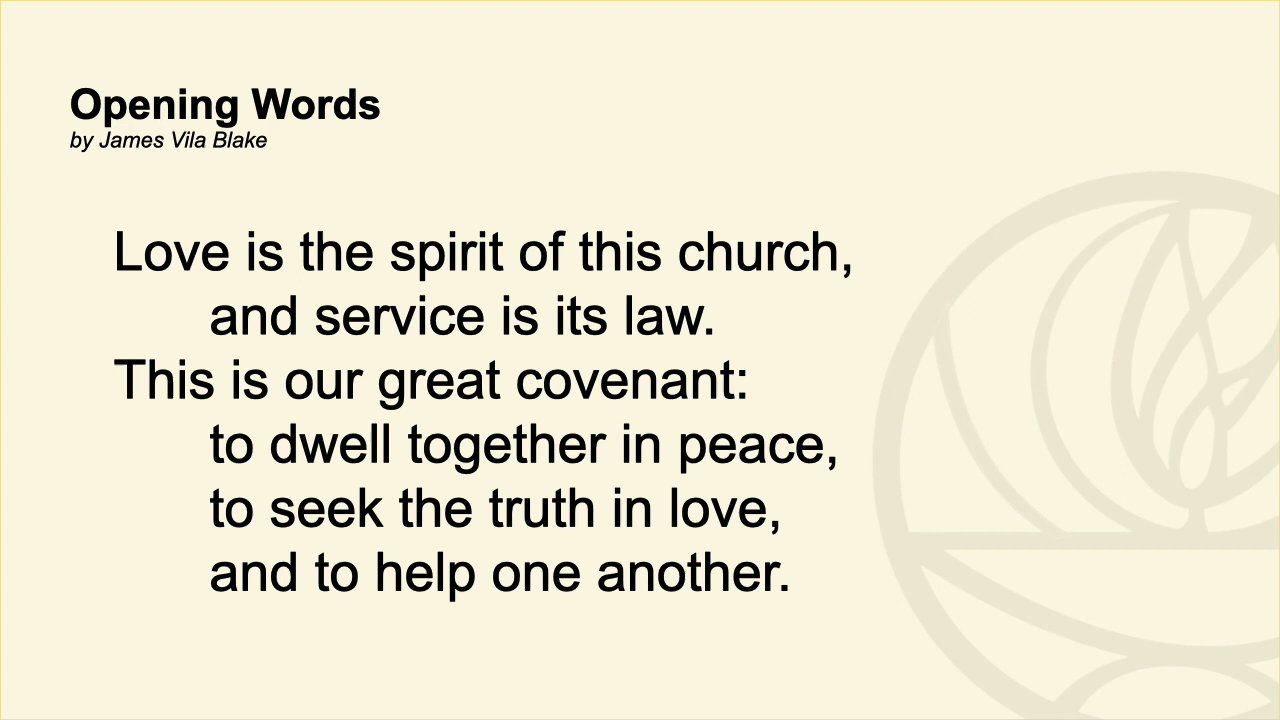 Opening Words
by James Vila Blake
Love is the spirit of this church,
and service is its law.
This is our great covenant:
to dwell together in peace,
to seek the truth in love,
and to help one another.